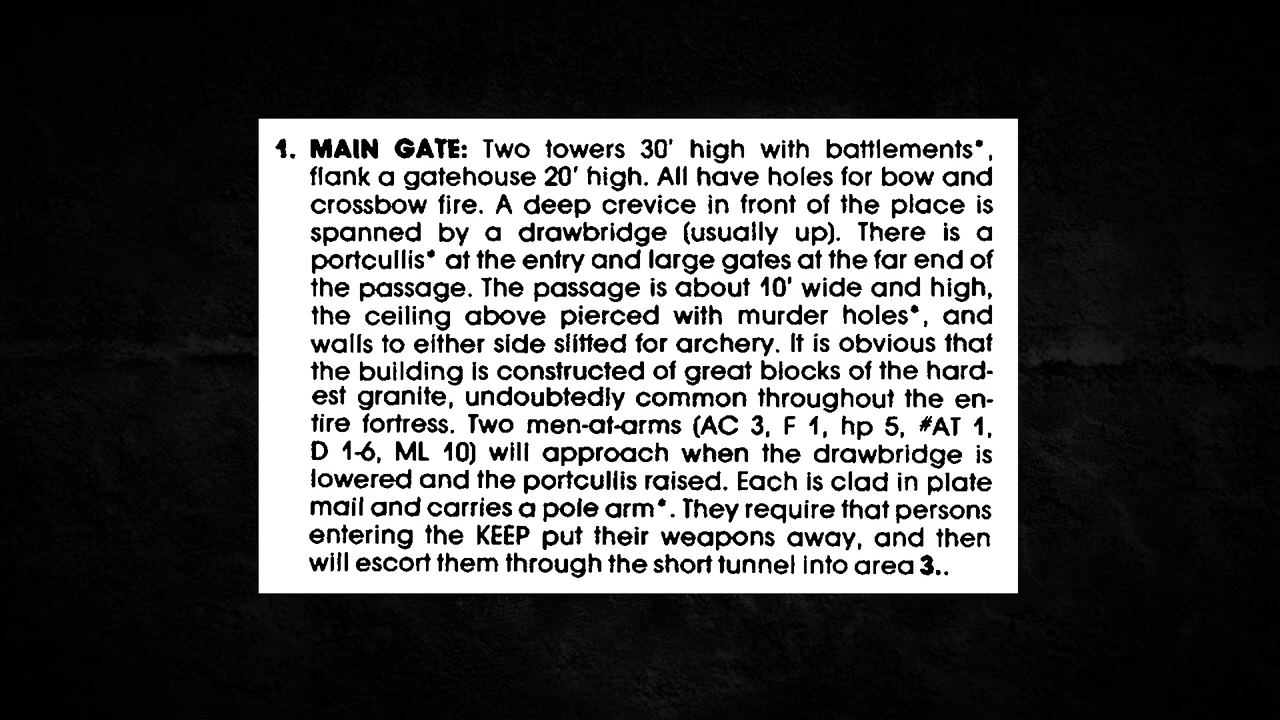 1. MAIN GATE: Two towers 30' high with battlements*,
flank a gatehouse 20' high. All have holes for bow and
crossbow fire. A deep crevice in front of the place is
spanned by a drawbridge (usually up). There is a
portcullis* at the entry and large gates at the far end of
the passage. The passage is about 10' wide and high,
the ceiling above pierced with murder holes*, and
walls to either side slitted for archery. It is obvious that
the building is constructed of great blocks of the hard-
est granite, undoubtedly common throughout the en-
tire fortress. Two men-at-arms (AC 3, F 1, hp 5, #AT 1,
D 1-6, ML 10) will approach when the drawbridge is
lowered and the portcullis raised. Each is clad in plate
mail and carries a pole arm*. They require that persons
entering the KEEP put their weapons away, and then
will escort them through the short tunnel into area 3..